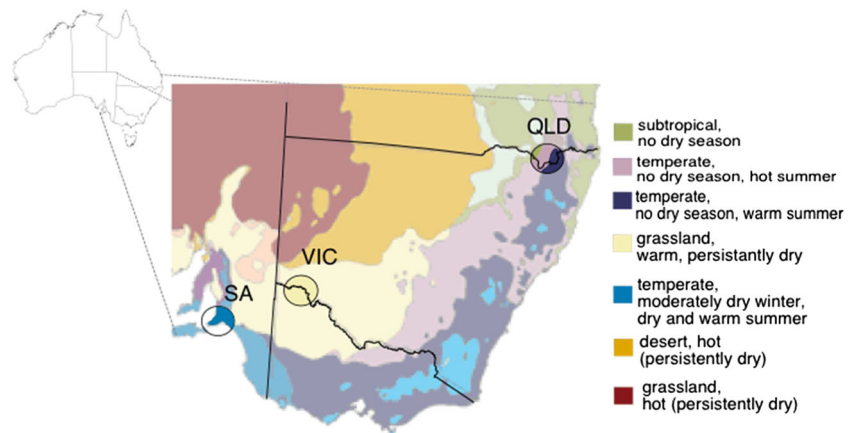 QLD
VIC
SA
subtropical,
no dry season
temperate,
no dry season, hot summer
temperate,
no dry season, warm summer
grassland,
warm, persistantly dry
temperate,
moderately dry winter,
dry and warm summer
desert, hot
(persistently dry)
grassland,
hot (persistently dry)